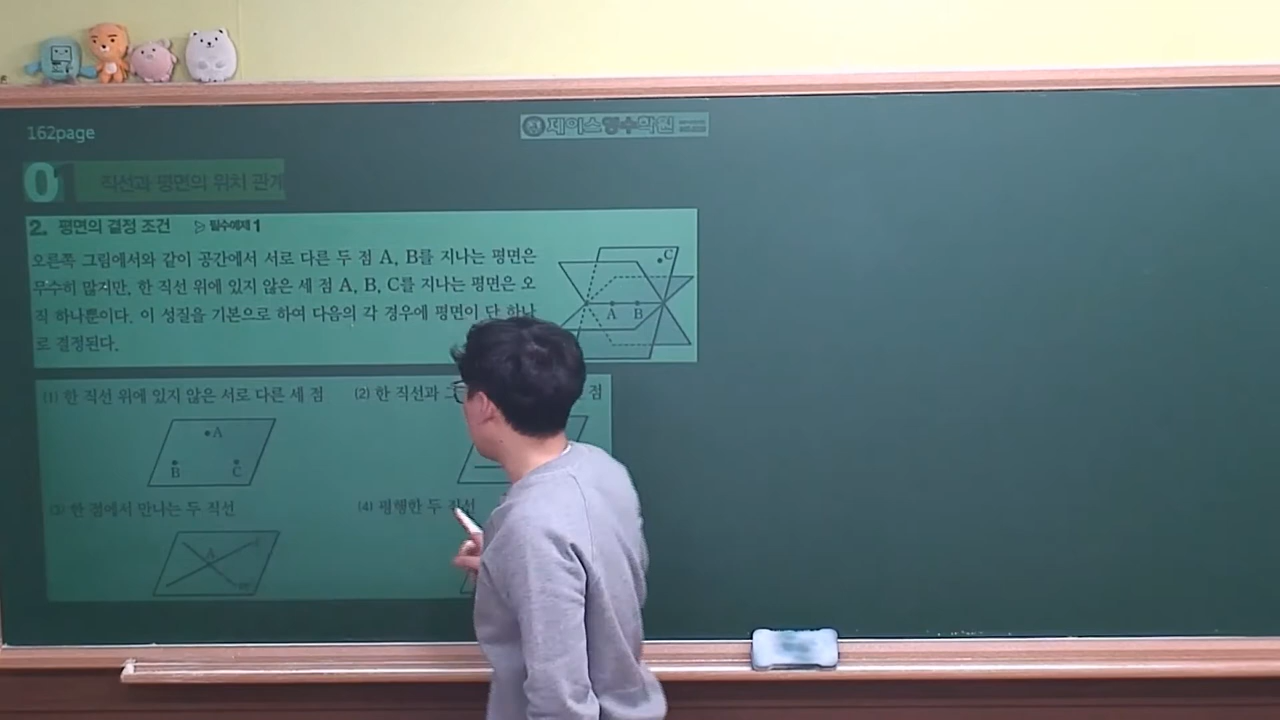 162page
제이스영수학원
01 직선과 평면의 위치 관계
2. 평면의 결정 조건 ▷ 필수예제 1
오른쪽 그림에서와 같이 공간에서 서로 다른 두 점 A, B를 지나는 평면은
무수히 많지만, 한 직선 위에 있지 않은 세 점 A, B, C를 지나는 평면은 오
직 하나뿐이다. 이 성질을 기본으로 하여 다음의 각 경우에 평면이 단 하나
로 결정된다.
C
A B
(1) 한 직선 위에 있지 않은 서로 다른 세 점
(2) 한 직선과 점
A
B C
(3) 한 점에서 만나는 두 직선
(4) 평행한 두 직선
A